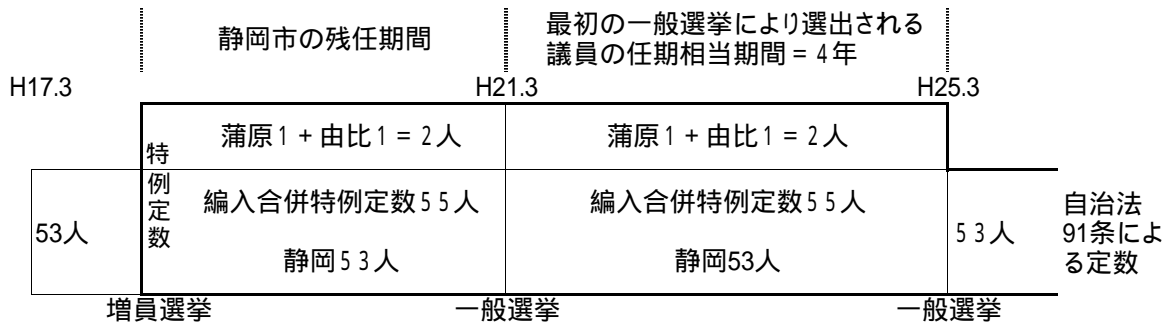 静岡市の残任期間
最初の一般選挙により選出される
議員の任期相当期間＝４年
H17.3
H21.3
H25.3
特例定数
蒲原１＋由比１＝２人
蒲原１＋由比１＝２人
53人
編入合併特例定数５５人
静岡５３人
編入合併特例定数５５人
静岡53人
５３人
自治法
91条によ
る定数
増員選挙
一般選挙
一般選挙